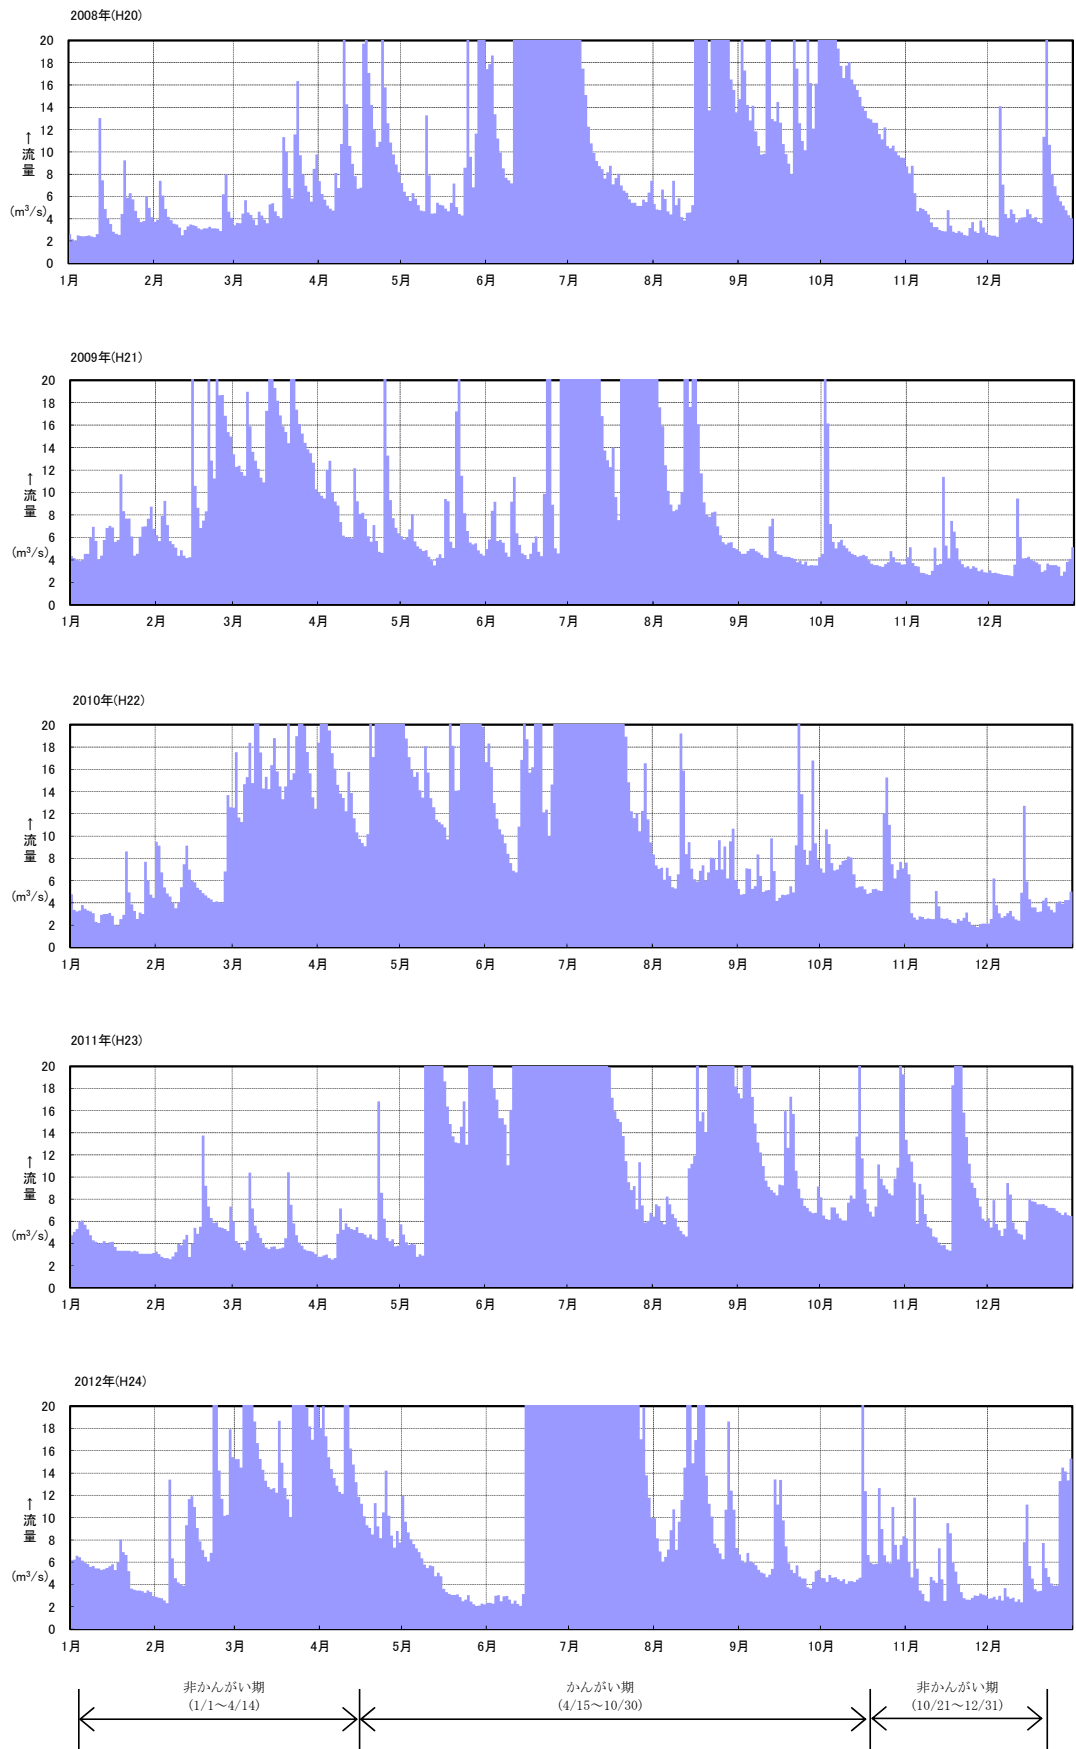 2008年(H20)
20
18
16
14
12
10
8
6
4
2
0
↑
流
量
(m³/s)
1月 2月 3月 4月 5月 6月 7月 8月 9月 10月 11月 12月
2009年(H21)
20
18
16
14
12
10
8
6
4
2
0
↑
流
量
(m³/s)
1月 2月 3月 4月 5月 6月 7月 8月 9月 10月 11月 12月
2010年(H22)
20
18
16
14
12
10
8
6
4
2
0
↑
流
量
(m³/s)
1月 2月 3月 4月 5月 6月 7月 8月 9月 10月 11月 12月
2011年(H23)
20
18
16
14
12
10
8
6
4
2
0
↑
流
量
(m³/s)
1月 2月 3月 4月 5月 6月 7月 8月 9月 10月 11月 12月
2012年(H24)
20
18
16
14
12
10
8
6
4
2
0
↑
流
量
(m³/s)
1月 2月 3月 4月 5月 6月 7月 8月 9月 10月 11月 12月
非かんがい期
(1/1～4/14)
かんがい期
(4/15～10/30)
非かんがい期
(10/21～12/31)